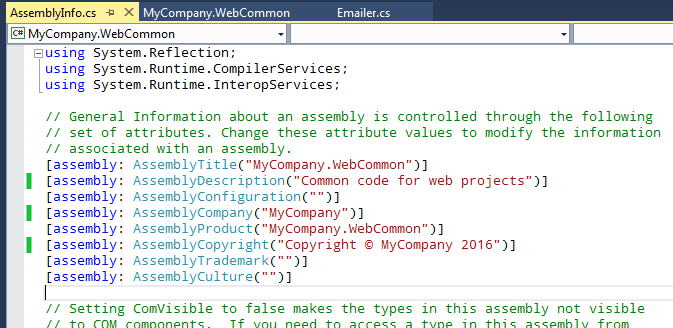 AssemblyInfo.cs MyCompany.WebCommon Emailer.cs
C# MyCompany.WebCommon
using System.Reflection;
using System.Runtime.CompilerServices;
using System.Runtime.InteropServices;
// General Information about an assembly is controlled through the following
// set of attributes. Change these attribute values to modify the information
// associated with an assembly.
[assembly: AssemblyTitle("MyCompany.WebCommon")]
[assembly: AssemblyDescription("Common code for web projects")]
[assembly: AssemblyConfiguration("")]
[assembly: AssemblyCompany("MyCompany")]
[assembly: AssemblyProduct("MyCompany.WebCommon")]
[assembly: AssemblyCopyright("Copyright © MyCompany 2016")]
[assembly: AssemblyTrademark("")]
[assembly: AssemblyCulture("")]
// Setting ComVisible to false makes the types in this assembly not visible
// to COM components.  If you need to access a type in this assembly from